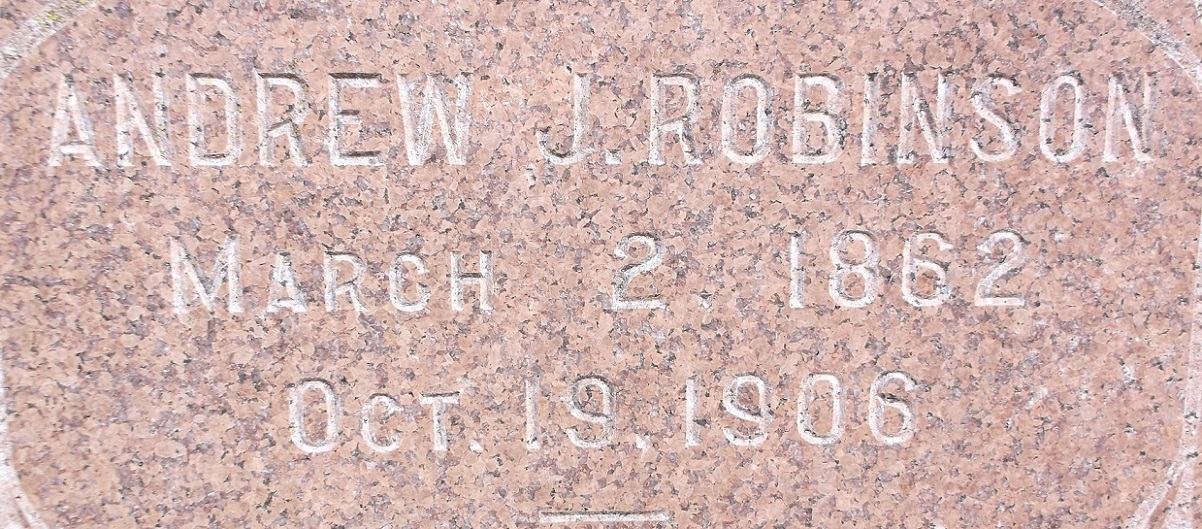 ANDREW J. ROBINSON
MARCH 2, 1862
OCT. 19, 1906